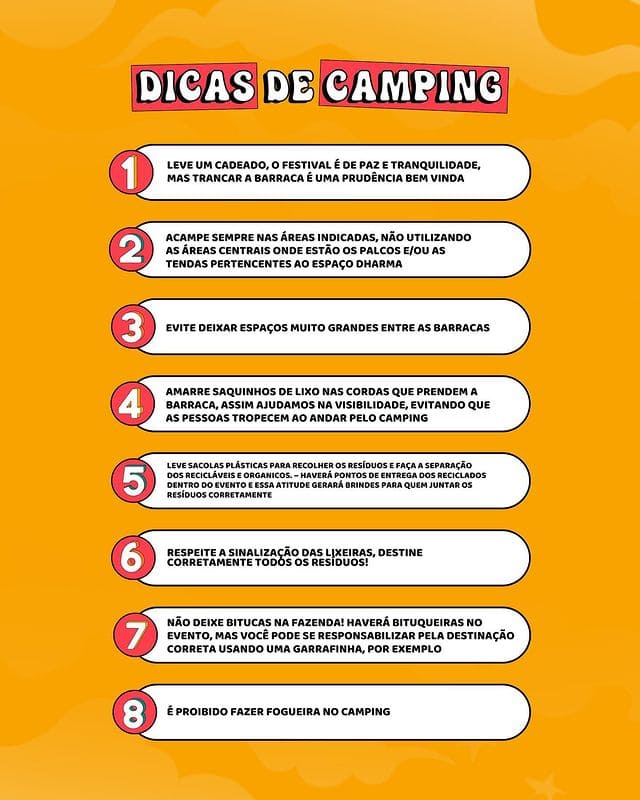 DICAS DE CAMPING
1
LEVE UM CADEADO, O FESTIVAL É DE PAZ E TRANQUILIDADE,
MAS TRANCAR A BARRACA É UMA PRUDÊNCIA BEM VINDA
2
ACAMPE SEMPRE NAS ÁREAS INDICADAS, NÃO UTILIZANDO
AS ÁREAS CENTRAIS ONDE ESTÃO OS PALCOS E/OU AS
TENDAS PERTENCENTES AO ESPAÇO DHARMA
3
EVITE DEIXAR ESPAÇOS MUITO GRANDES ENTRE AS BARRACAS
4
AMARRE SAQUINHOS DE LIXO NAS CORDAS QUE PRENDEM A
BARRACA, ASSIM AJUDAMOS NA VISIBILIDADE, EVITANDO QUE
AS PESSOAS TROPECEM AO ANDAR PELO CAMPING
5
LEVE SACOLAS PLÁSTICAS PARA RECOLHER OS RESÍDUOS E FAÇA A SEPARAÇÃO
DOS RECICLÁVEIS E ORGANICOS. – HAVERÁ PONTOS DE ENTREGA DOS RECICLADOS
DENTRO DO EVENTO E ESSA ATITUDE GERARÁ BRINDES PARA QUEM JUNTAR OS
RESÍDUOS CORRETAMENTE
6
RESPEITE A SINALIZAÇÃO DAS LIXEIRAS, DESTINE
CORRETAMENTE TODOS OS RESÍDUOS!
7
NÃO DEIXE BITUCAS NA FAZENDA! HAVERÁ BITUQUEIRAS NO
EVENTO, MAS VOCÊ PODE SE RESPONSABILIZAR PELA DESTINAÇÃO
CORRETA USANDO UMA GARRAFINHA, POR EXEMPLO
8
É PROIBIDO FAZER FOGUEIRA NO CAMPING